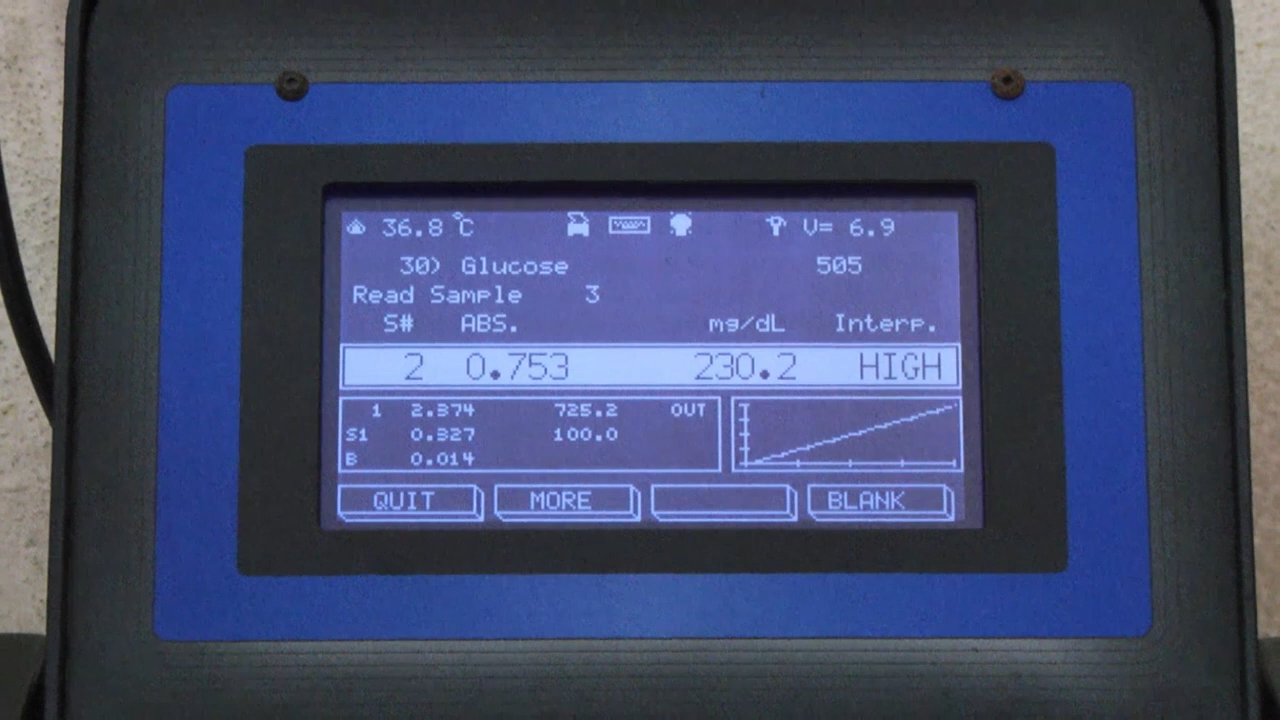 36.8 °C V= 6.9
30) Glucose 505
Read Sample 3
S# ABS. mg/dL Interp.
2 0.753 230.2 HIGH
1 2.374 725.2 OUT
S1 0.327 100.0
B 0.014
QUIT MORE BLANK